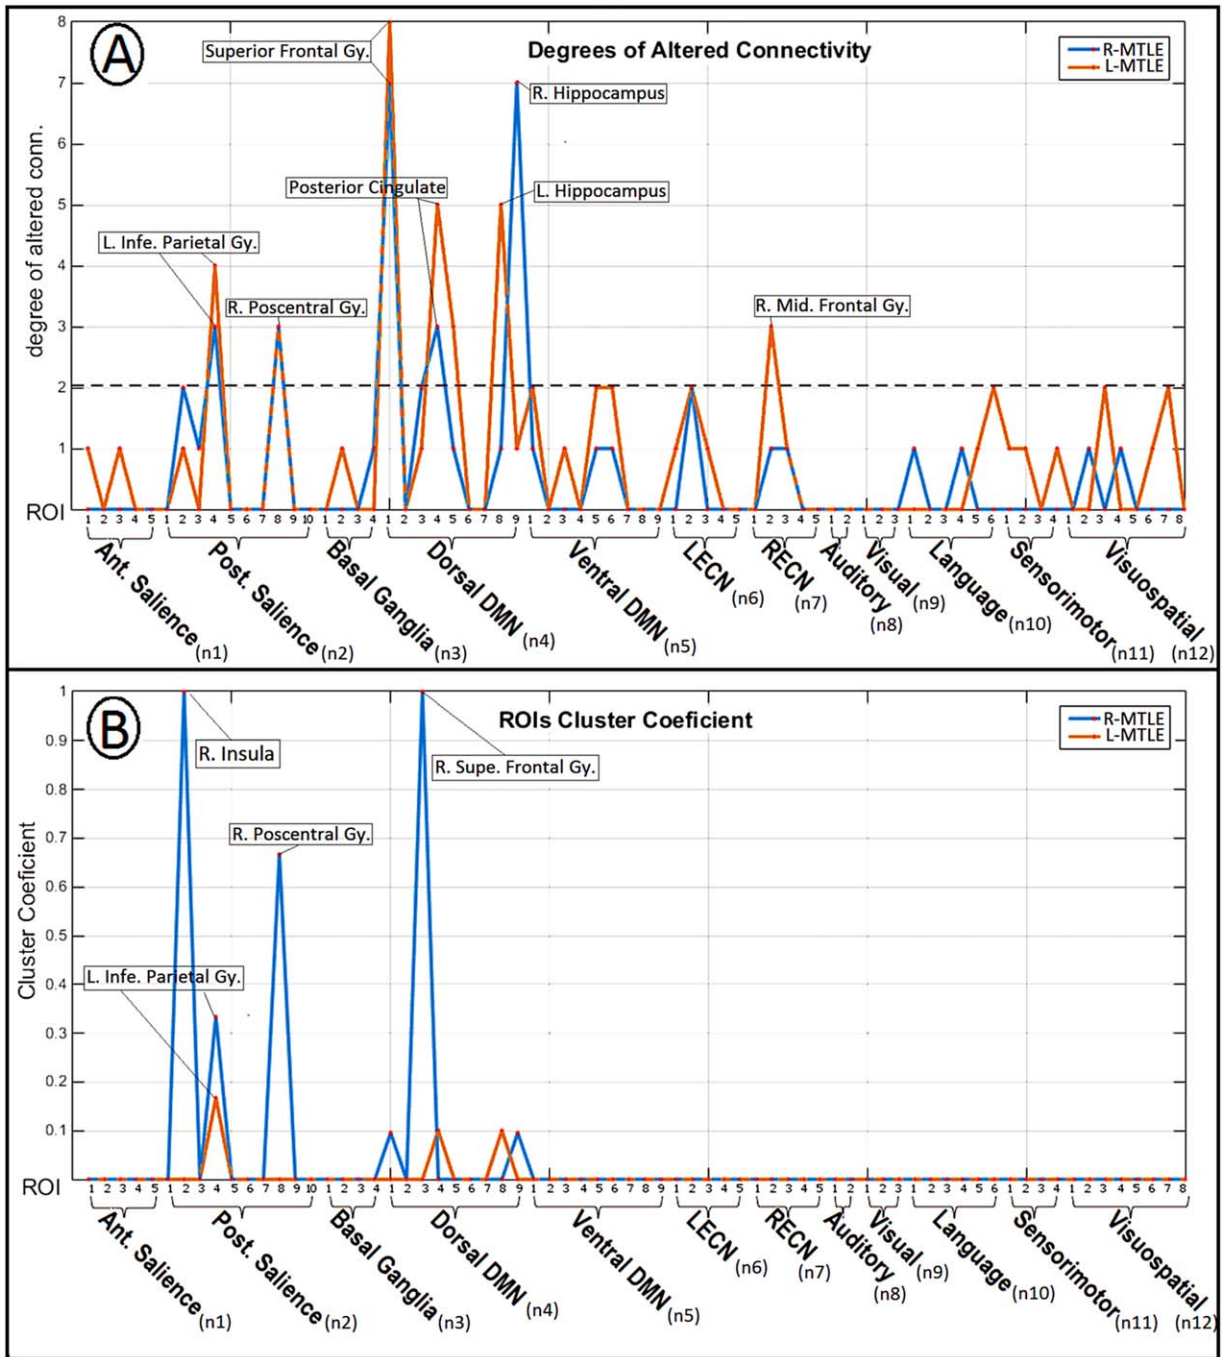 A
Degrees of Altered Connectivity
R-MTLE
L-MTLE
degree of altered conn.
8
7
6
5
4
3
2
1
ROI
Superior Frontal Gy.
R. Hippocampus
Posterior Cingulate
L. Hippocampus
L. Infe. Parietal Gy.
R. Poscentral Gy.
R. Mid. Frontal Gy.
1 2 3 4 5 1 2 3 4 5 6 7 8 9 10 1 2 3 4 1 2 3 4 5 6 7 8 9 1 2 3 4 5 6 7 8 9 1 2 3 4 5 1 2 3 4 5 1 2 1 2 3 1 2 3 4 5 6 1 2 3 4 1 2 3 4 5 6 7 8
Ant. Salience (n1)
Post. Salience (n2)
Basal Ganglia (n3)
Dorsal DMN (n4)
Ventral DMN (n5)
LECN (n6)
RECN (n7)
Auditory (n8)
Visual (n9)
Language (n10)
Sensorimotor (n11)
Visuospatial (n12)
B
ROIs Cluster Coeficient
R-MTLE
L-MTLE
Cluster Coeficient
1
0.9
0.8
0.7
0.6
0.5
0.4
0.3
0.2
0.1
ROI
R. Insula
R. Supe. Frontal Gy.
R. Poscentral Gy.
L. Infe. Parietal Gy.
1 2 3 4 5 1 2 3 4 5 6 7 8 9 10 1 2 3 4 1 2 3 4 5 6 7 8 9 1 2 3 4 5 6 7 8 9 1 2 3 4 5 1 2 3 4 5 1 2 1 2 3 1 2 3 4 5 6 1 2 3 4 1 2 3 4 5 6 7 8
Ant. Salience (n1)
Post. Salience (n2)
Basal Ganglia (n3)
Dorsal DMN (n4)
Ventral DMN (n5)
LECN (n6)
RECN (n7)
Auditory (n8)
Visual (n9)
Language (n10)
Sensorimotor (n11)
Visuospatial (n12)